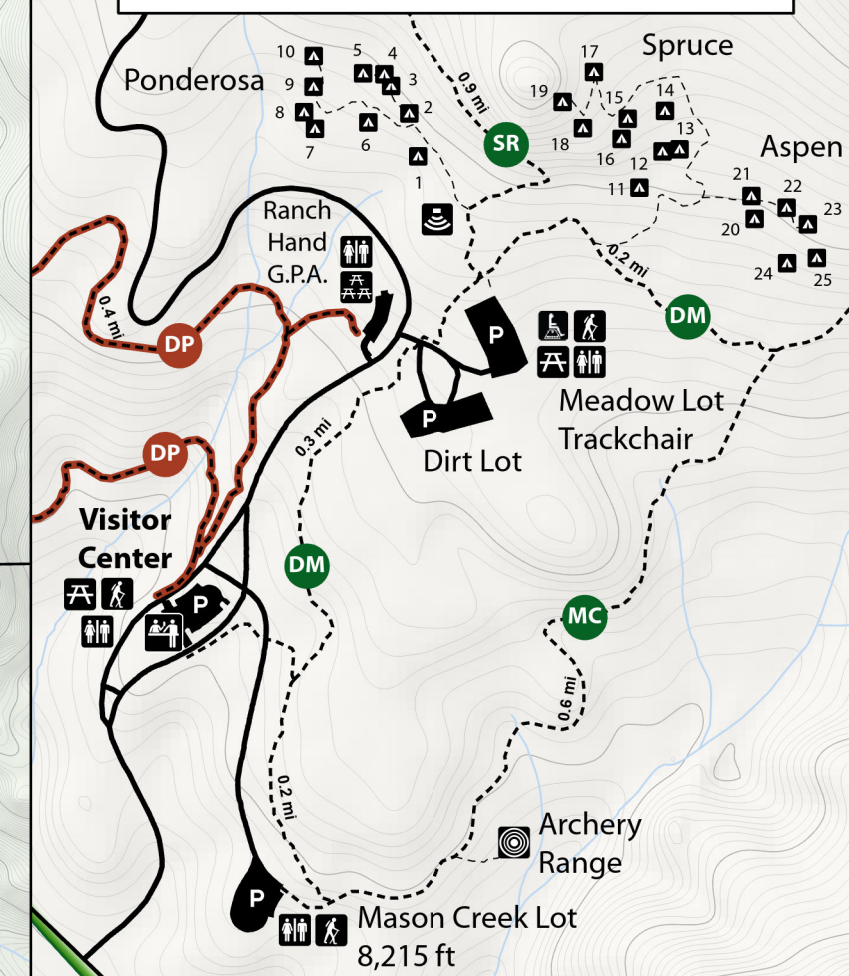 Spruce
17
10
5
4
Ponderosa
0.9 mi
9
3
19
15
14
8
2
SR
7
6
18
16
13
12
Aspen
1
11
21
22
23
20
Ranch
Hand
G.P.A.
0.2 mi
24
25
0.4 mi
DP
P
DM
P
Meadow Lot
Trackchair
0.3 mi
Dirt Lot
DP
Visitor
Center
DM
P
MC
0.6 mi
0.2 mi
Archery
Range
P
Mason Creek Lot
8,215 ft